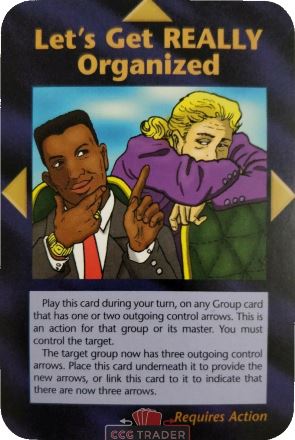 Let's Get REALLY
Organized
Play this card during your turn, on any Group card
that has one or two outgoing control arrows. This is
an action for that group or its master. You must
control the target.
The target group now has three outgoing control
arrows. Place this card underneath it to provide the
new arrows, or link this card to it to indicate that
there are now three arrows.
Requires Action
CCG TRADER